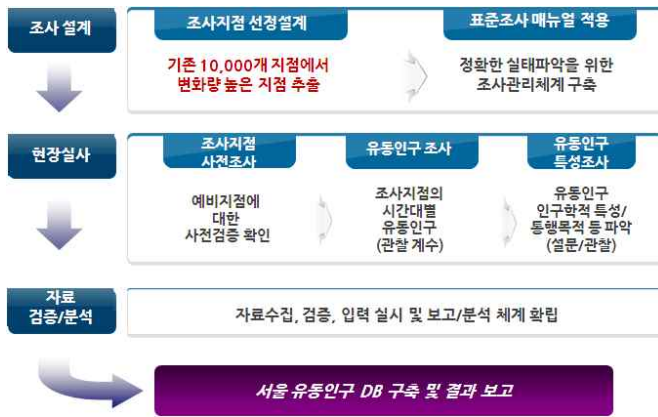 조사 설계
조사지점 선정설계
표준조사 매뉴얼 적용
기존 10,000개 지점에서
변화량 높은 지점 추출
정확한 실태파악을 위한
조사관리체계 구축
현장실사
조사지점
사전조사
유동인구 조사
유동인구
특성조사
예비지점에
대한
사전검증 확인
조사지점의
시간대별
유동인구
(관찰 계수)
유동인구
인구학적 특성/
통행목적 등 파악
(설문/관찰)
자료
검증/분석
자료수집, 검증, 입력 실시 및 보고/분석 체계 확립
서울 유동인구 DB 구축 및 결과 보고